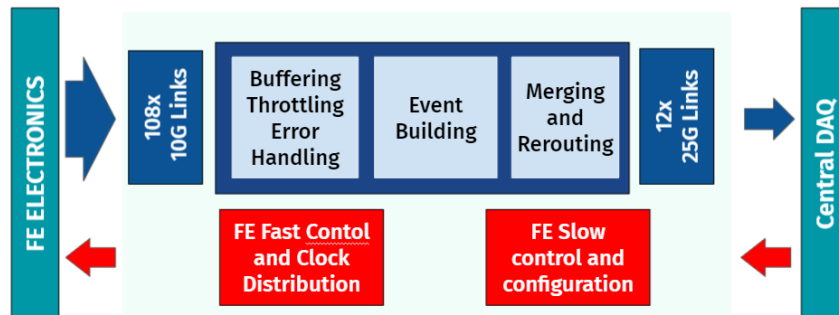 FE ELECTRONICS
108x
10G Links
Buffering
Throttling
Error
Handling
Event
Building
Merging
and
Rerouting
12x
25G Links
Central DAQ
FE Fast Contol
and Clock
Distribution
FE Slow
control and
configuration